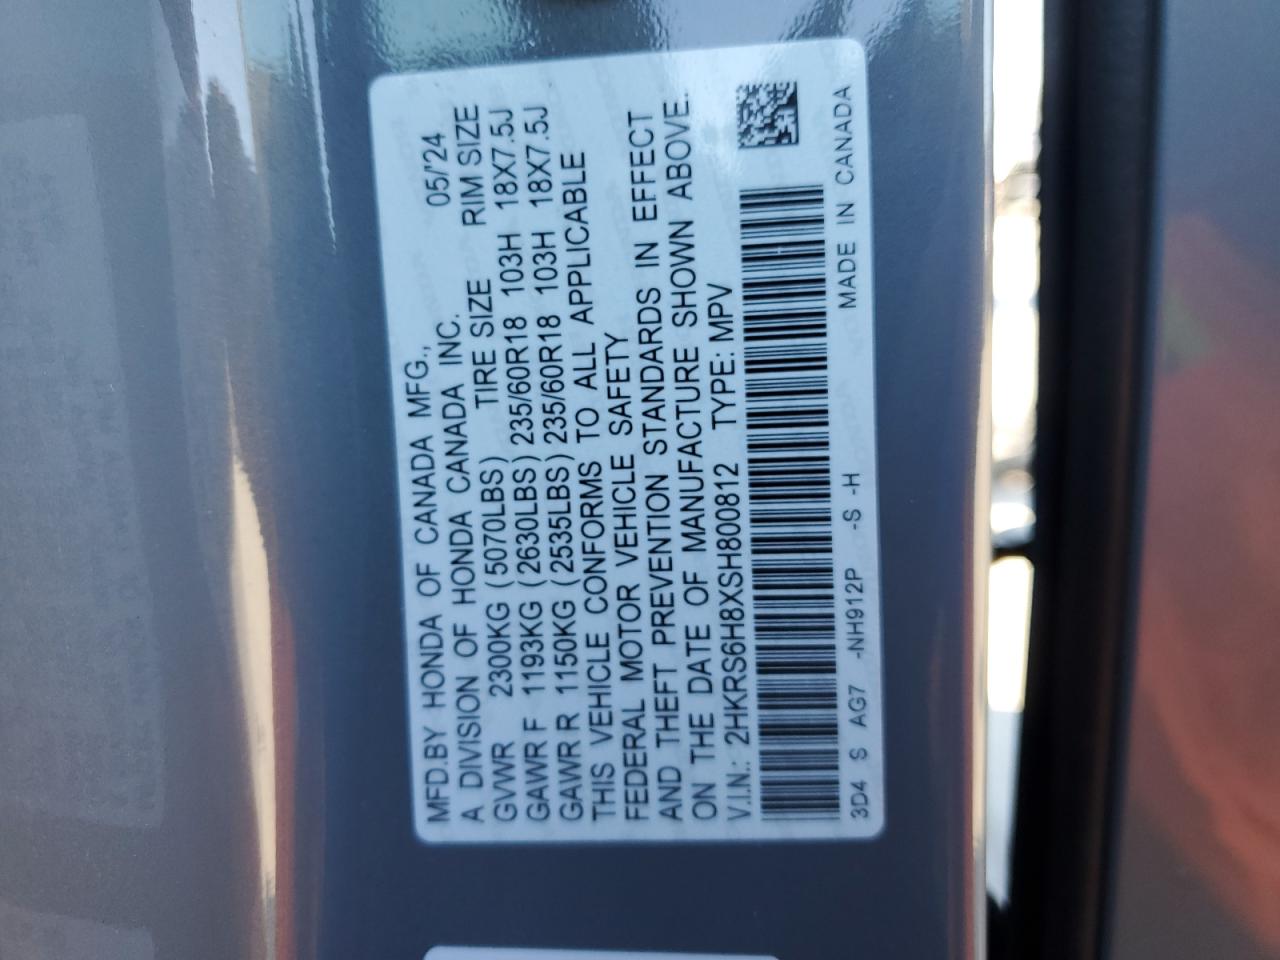 MFD.BY HONDA OF CANADA MFG., 05/'24
A DIVISION OF HONDA CANADA INC.
TIRE SIZE RIM SIZE
GVWR 2300KG (5070LBS)
GAWR F 1193KG (2630LBS) 235/60R18 103H 18X7.5J
GAWR R 1150KG (2535LBS) 235/60R18 103H 18X7.5J
THIS VEHICLE CONFORMS TO ALL APPLICABLE
FEDERAL MOTOR VEHICLE SAFETY
AND THEFT PREVENTION STANDARDS IN EFFECT
ON THE DATE OF MANUFACTURE SHOWN ABOVE.
V.I.N.: 2HKRS6H8XSH800812 TYPE: MPV
3D4 S AG7 -NH912P -S -H MADE IN CANADA